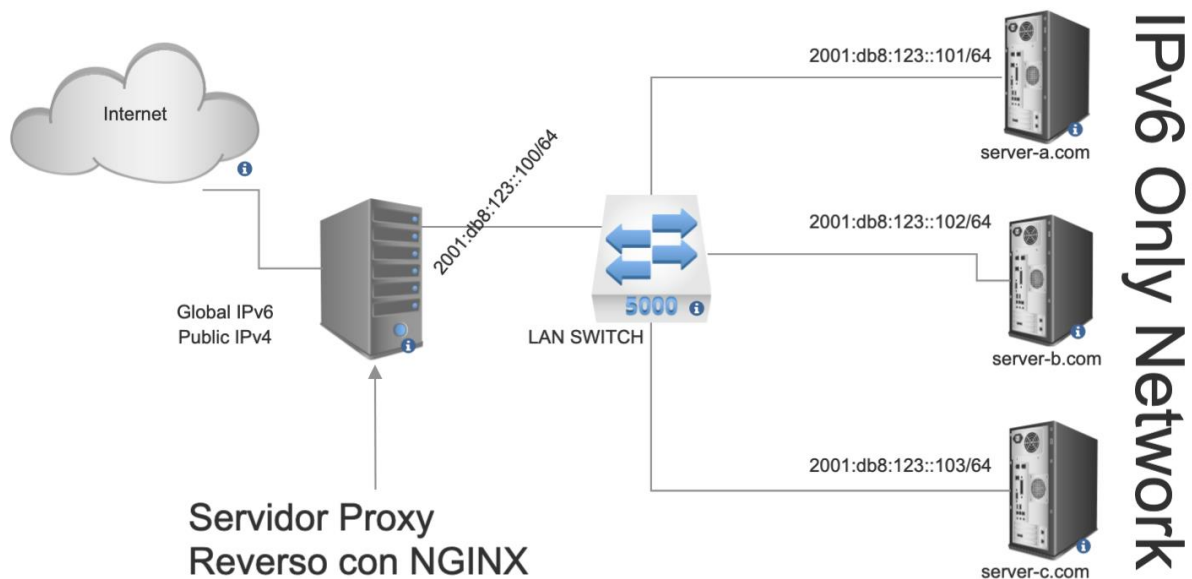 Internet
Global IPv6
Public IPv4
2001:db8:123::100/64
Servidor Proxy
Reverso con NGINX
5000
LAN SWITCH
2001:db8:123::101/64
server-a.com
2001:db8:123::102/64
server-b.com
2001:db8:123::103/64
server-c.com
IPv6 Only Network